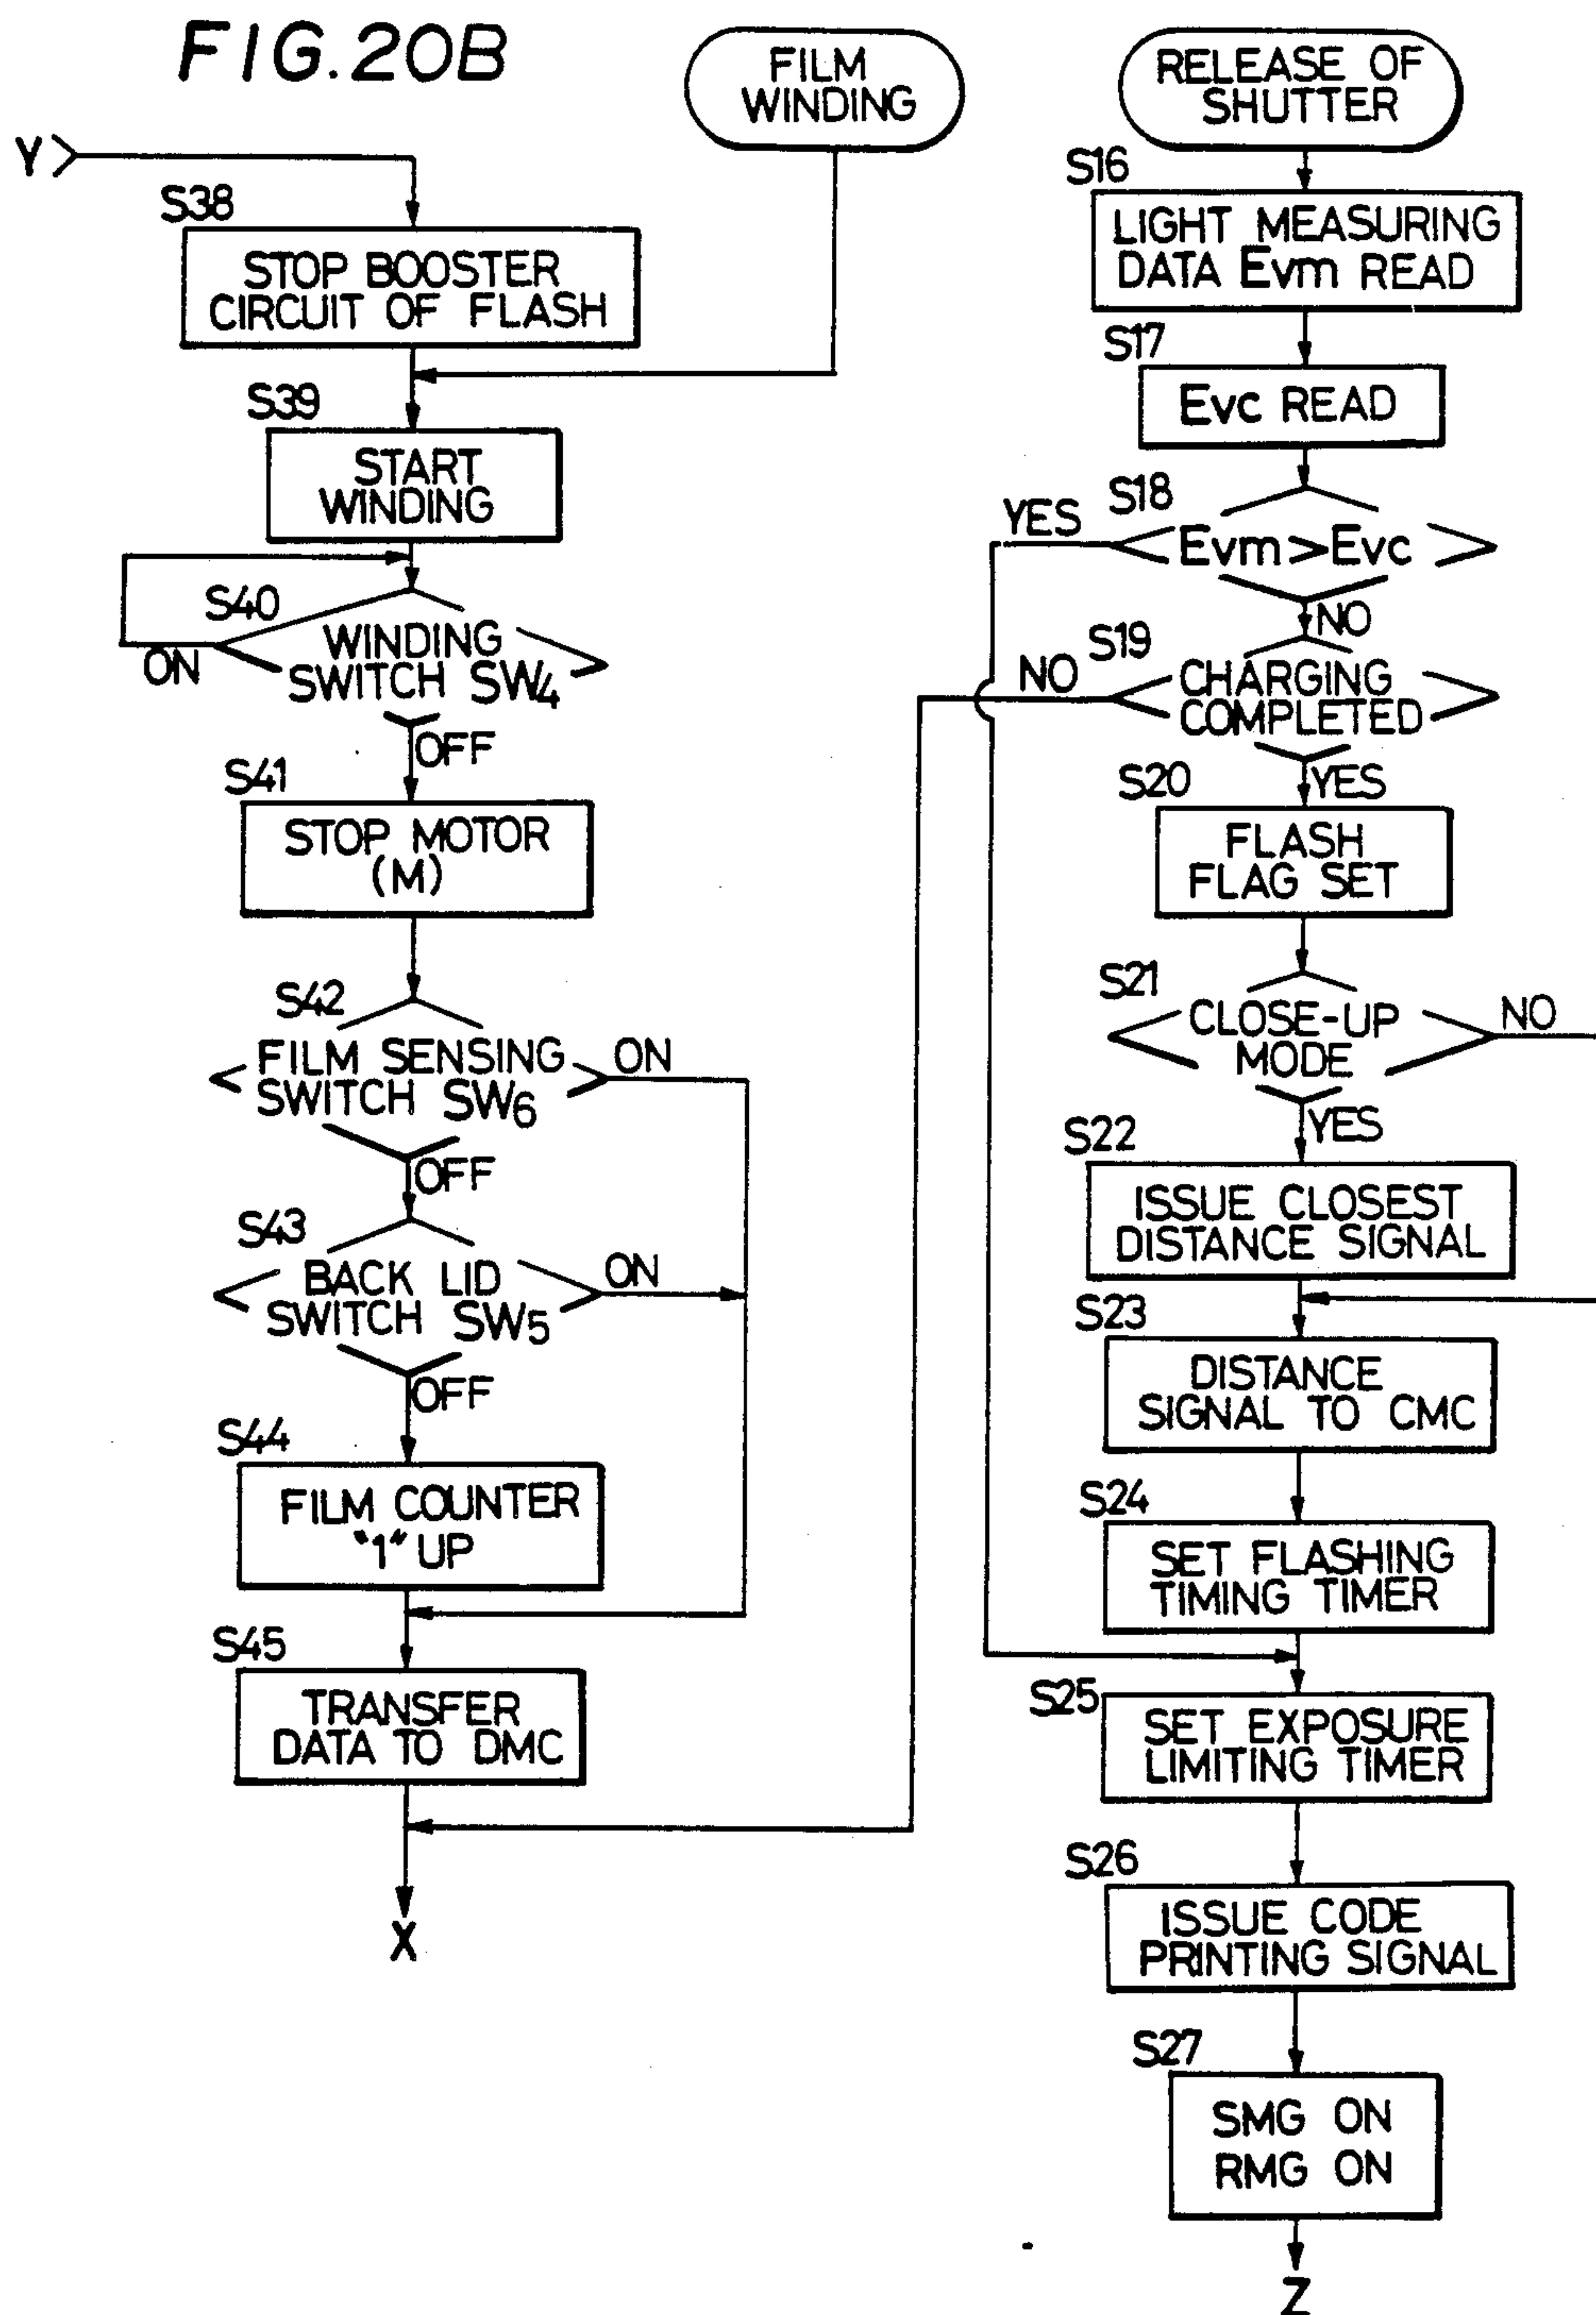 FIG.20B
FILM
WINDING
Y
S38
STOP BOOSTER
CIRCUIT OF FLASH
S39
START
WINDING
S40
WINDING
SWITCH SW4
ON
OFF
S41
STOP MOTOR
(M)
S42
FILM SENSING
SWITCH SW6
ON
OFF
S43
BACK LID
SWITCH SW5
ON
OFF
S44
FILM COUNTER
"1" UP
S45
TRANSFER
DATA TO DMC
X
RELEASE OF
SHUTTER
S16
LIGHT MEASURING
DATA Evm READ
S17
Evc READ
S18
YES
Evm>Evc
NO
S19
NO
CHARGING
COMPLETED
YES
S20
FLASH
FLAG SET
S21
CLOSE-UP
MODE
NO
YES
S22
ISSUE CLOSEST
DISTANCE SIGNAL
S23
DISTANCE
SIGNAL TO CMC
S24
SET FLASHING
TIMING TIMER
S25
SET EXPOSURE
LIMITING TIMER
S26
ISSUE CODE
PRINTING SIGNAL
S27
SMG ON
RMG ON
Z